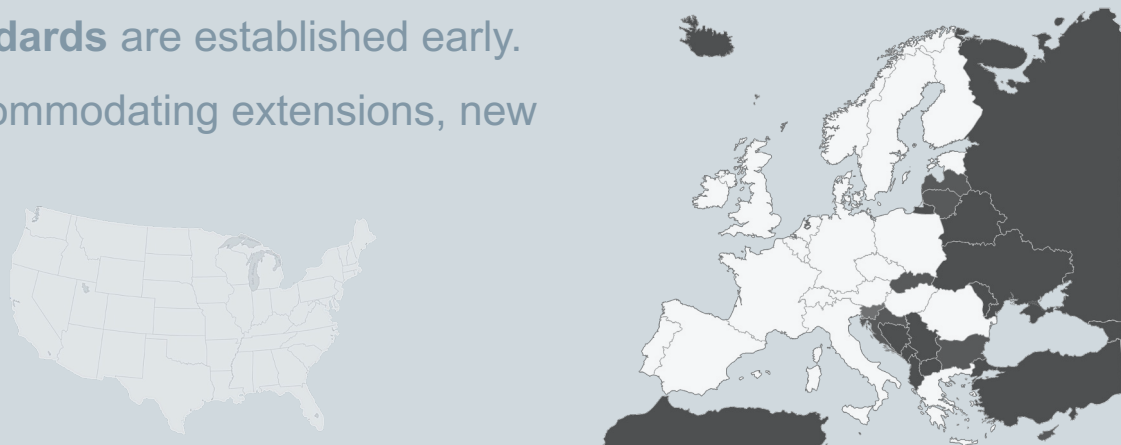 dards are established early.
ommodating extensions, new